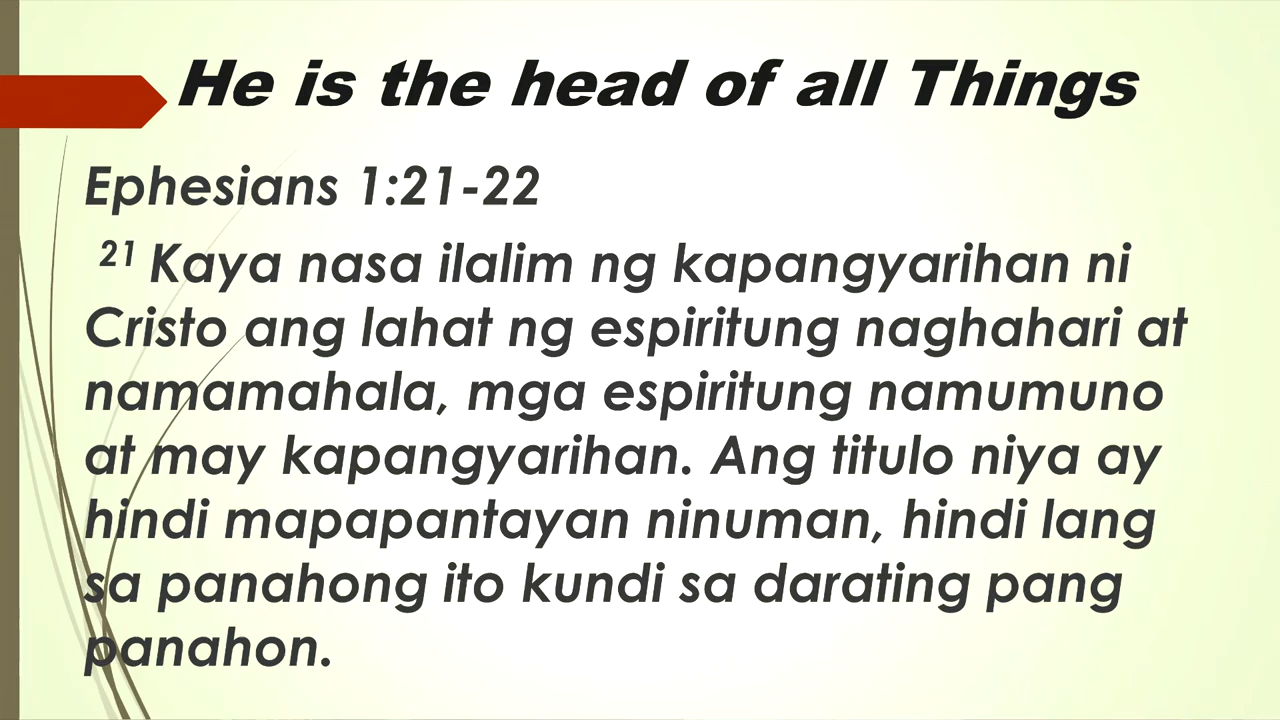 He is the head of all Things
Ephesians 1:21-22
21 Kaya nasa ilalim ng kapangyarihan ni
Cristo ang lahat ng espiritung naghahari at
namamahala, mga espiritung namumuno
at may kapangyarihan. Ang titulo niya ay
hindi mapapantayan ninuman, hindi lang
sa panahong ito kundi sa darating pang
panahon.